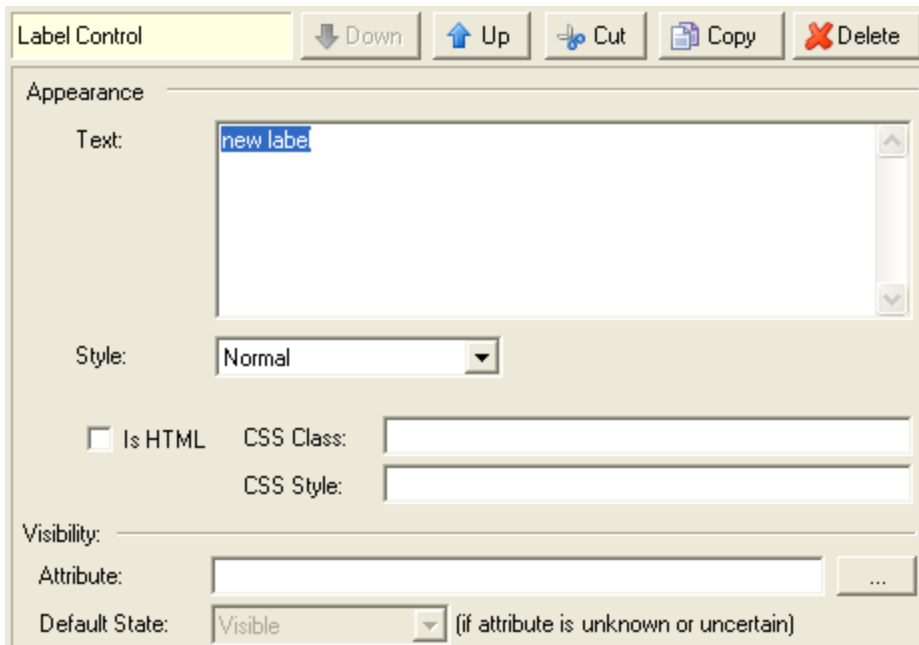 Label Control Down Up Cut Copy Delete
Appearance
Text: new label
Style: Normal
Is HTML CSS Class:
CSS Style:
Visibility:
Attribute: ...
Default State: Visible (if attribute is unknown or uncertain)